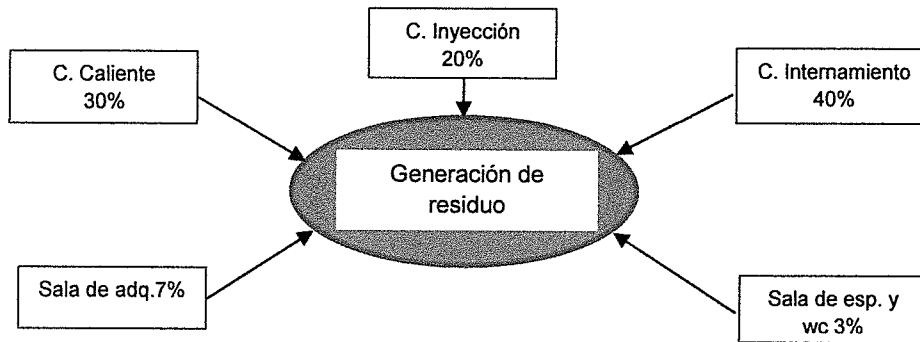 C. Inyección
20%
C. Caliente
30%
C. Internamiento
40%
Generación de
residuo
Sala de adq.7%
Sala de esp. y
wc 3%